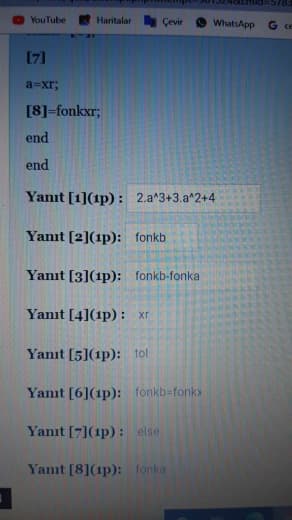 YouTube Haritalar Çevir WhatsApp G
[7]
a=xr;
[8]=fonkxr;
end
end
Yanıt [1](1p) : 2.a^3+3.a^2+4
Yanıt [2](1p): fonkb
Yanıt [3](1p): fonkb-fonka
Yanıt [4](1p) : xr
Yanıt [5](1p): tol
Yanıt [6](1p): fonkb=fonkx
Yanıt [7](1p) : else
Yanıt [8](1p): fonka